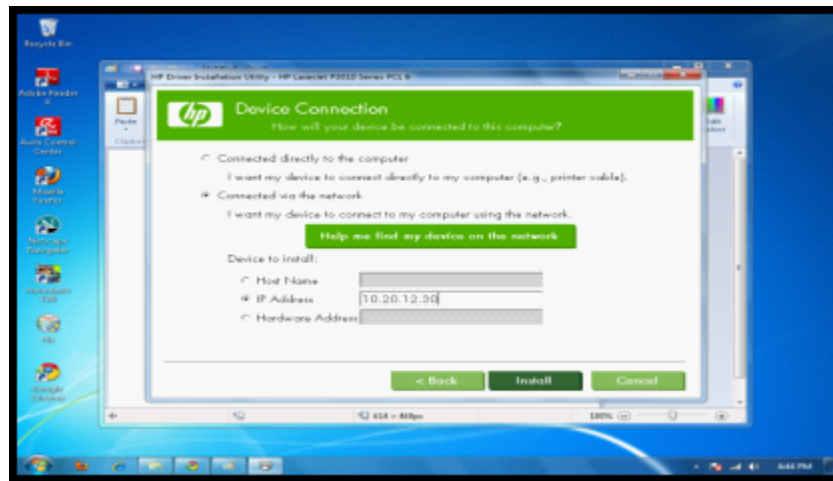 Recycle Bin
HP Driver Installation Utility - HP LaserJet P3010 Series PCL 6
Adobe Reader
X
Paste
hp
Device Connection
How will your device be connected to this computer?
Connected directly to the computer
I want my device to connect directly to my computer (e.g., printer cable).
Connected via the network
I want my device to connect to my computer using the network.
Help me find my device on the network
Device to install:
Host Name
IP Address
10.20.12.30
Hardware Address
< Back
Install
Cancel
Mozilla
Firefox
Netscape
Navigator
100%